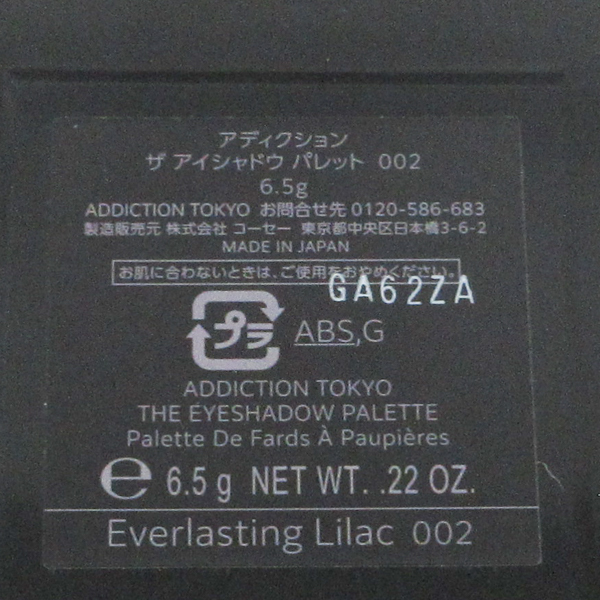 アディクション
ザ アイシャドウ パレット 002
6.5g
ADDICTION TOKYO お問合せ先 0120-586-683
製造販売元 株式会社 コーセー 東京都中央区日本橋3-6-2
MADE IN JAPAN
お肌に合わないときは、ご使用をおやめください。
GA62ZA
プラ
ABS,G
ADDICTION TOKYO
THE EYESHADOW PALETTE
Palette De Fards À Paupières
℮ 6.5 g NET WT. .22 OZ.
Everlasting Lilac 002